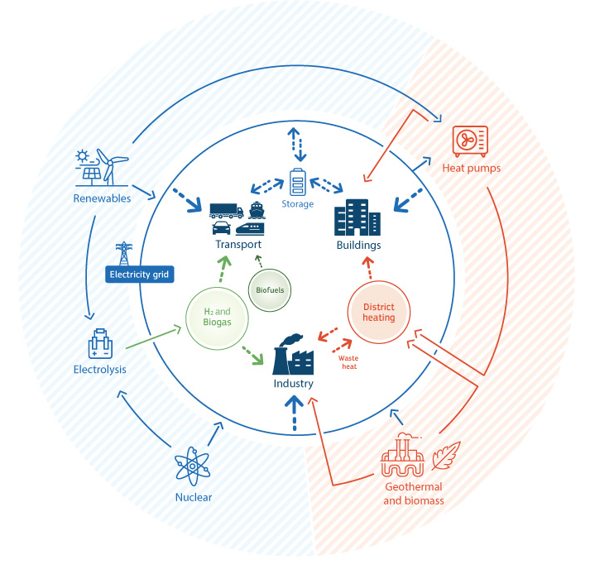 Heat pumps
Renewables
Storage
Transport
Buildings
Electricity grid
Biofuels
H₂ and
Biogas
District
heating
Waste
heat
Electrolysis
Industry
Nuclear
Geothermal
and biomass